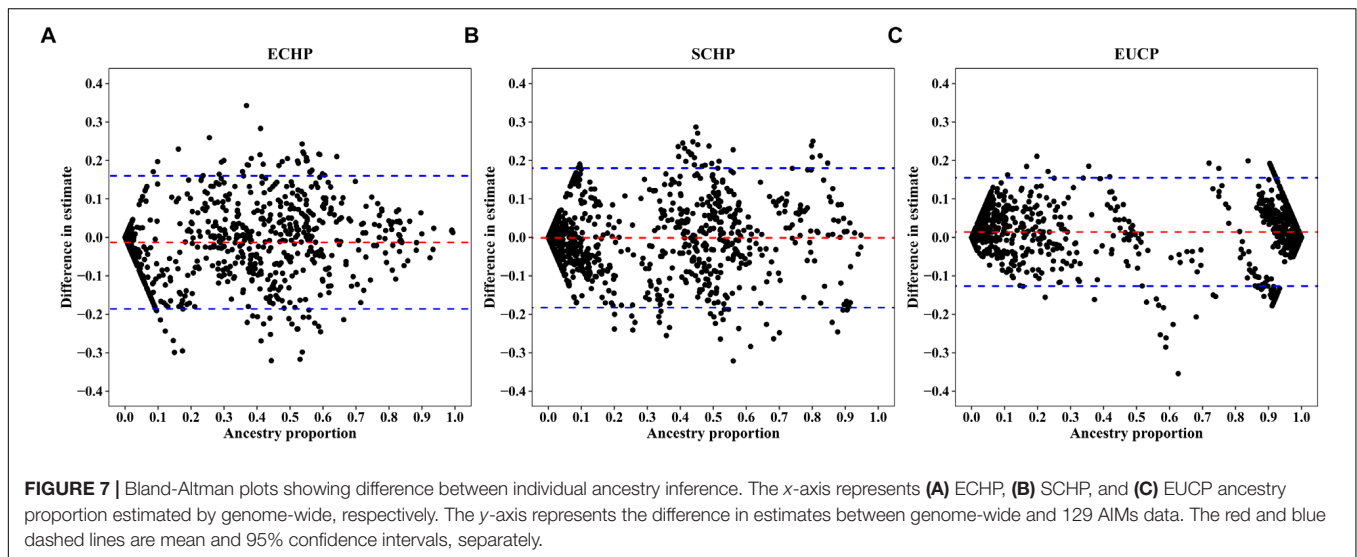 A
ECHP
0.4
0.3
0.2
0.1
0.0
−0.1
−0.2
−0.3
−0.4
Difference in estimate
0.0 0.1 0.2 0.3 0.4 0.5 0.6 0.7 0.8 0.9 1.0
Ancestry proportion
B
SCHP
0.4
0.3
0.2
0.1
0.0
−0.1
−0.2
−0.3
−0.4
Difference in estimate
0.0 0.1 0.2 0.3 0.4 0.5 0.6 0.7 0.8 0.9 1.0
Ancestry proportion
C
EUCP
0.4
0.3
0.2
0.1
0.0
−0.1
−0.2
−0.3
−0.4
Difference in estimate
0.0 0.1 0.2 0.3 0.4 0.5 0.6 0.7 0.8 0.9 1.0
Ancestry proportion
FIGURE 7 | Bland-Altman plots showing difference between individual ancestry inference. The x-axis represents (A) ECHP, (B) SCHP, and (C) EUCP ancestry
proportion estimated by genome-wide, respectively. The y-axis represents the difference in estimates between genome-wide and 129 AIMs data. The red and blue
dashed lines are mean and 95% confidence intervals, separately.